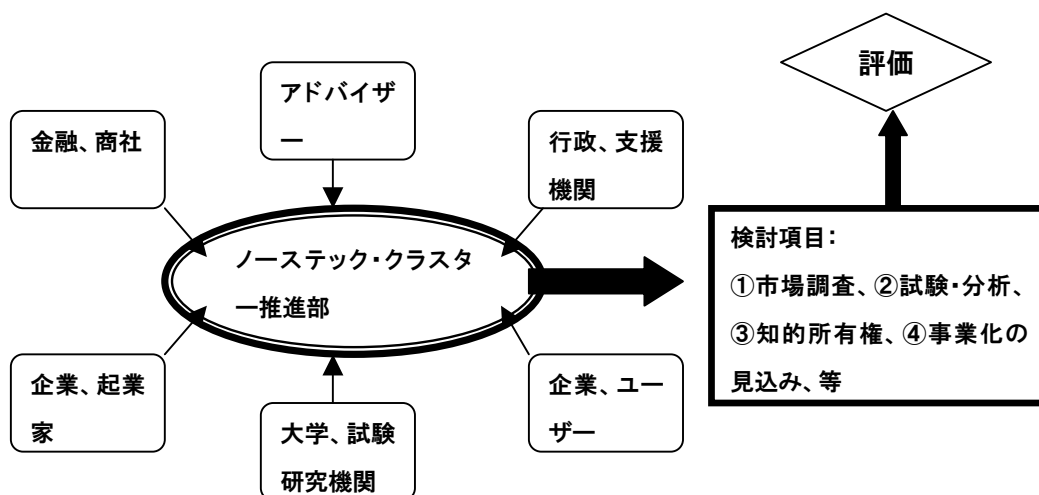 評価
アドバイザ
ー
金融、商社
行政、支援
機関
ノーステック・クラスタ
ー推進部
検討項目：
①市場調査、②試験・分析、
③知的所有権、④事業化の
見込み、等
企業、起業
家
大学、試験
研究機関
企業、ユー
ザー